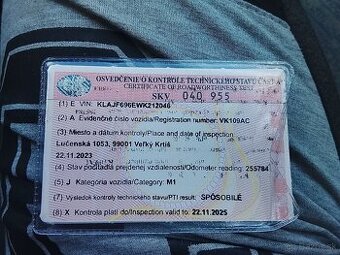 OSVEDČENIE O KONTROLE TECHNICKÉHO STAVU ČASŤ A
CERTIFICATE OF ROADWORTHINESS TEST
SKV 040 955
(1) E VIN: KLAJF696EWK212046
(2) A Evidenčné číslo vozidla/Registration number: VK109AC
(3) Miesto a dátum kontroly/Place and date of inspection
Lučenská 1053, 99001 Veľký Krtíš
22.11.2023
(4) Stav počítadla prejdenej vzdialenosti/Odometer reading: 255784
(5) J Kategória vozidla/Category: M1
(7) Výsledok kontroly technického stavu/PTI result: SPÔSOBILÉ
(8) X Kontrola platí do/Inspection valid to: 22.11.2025